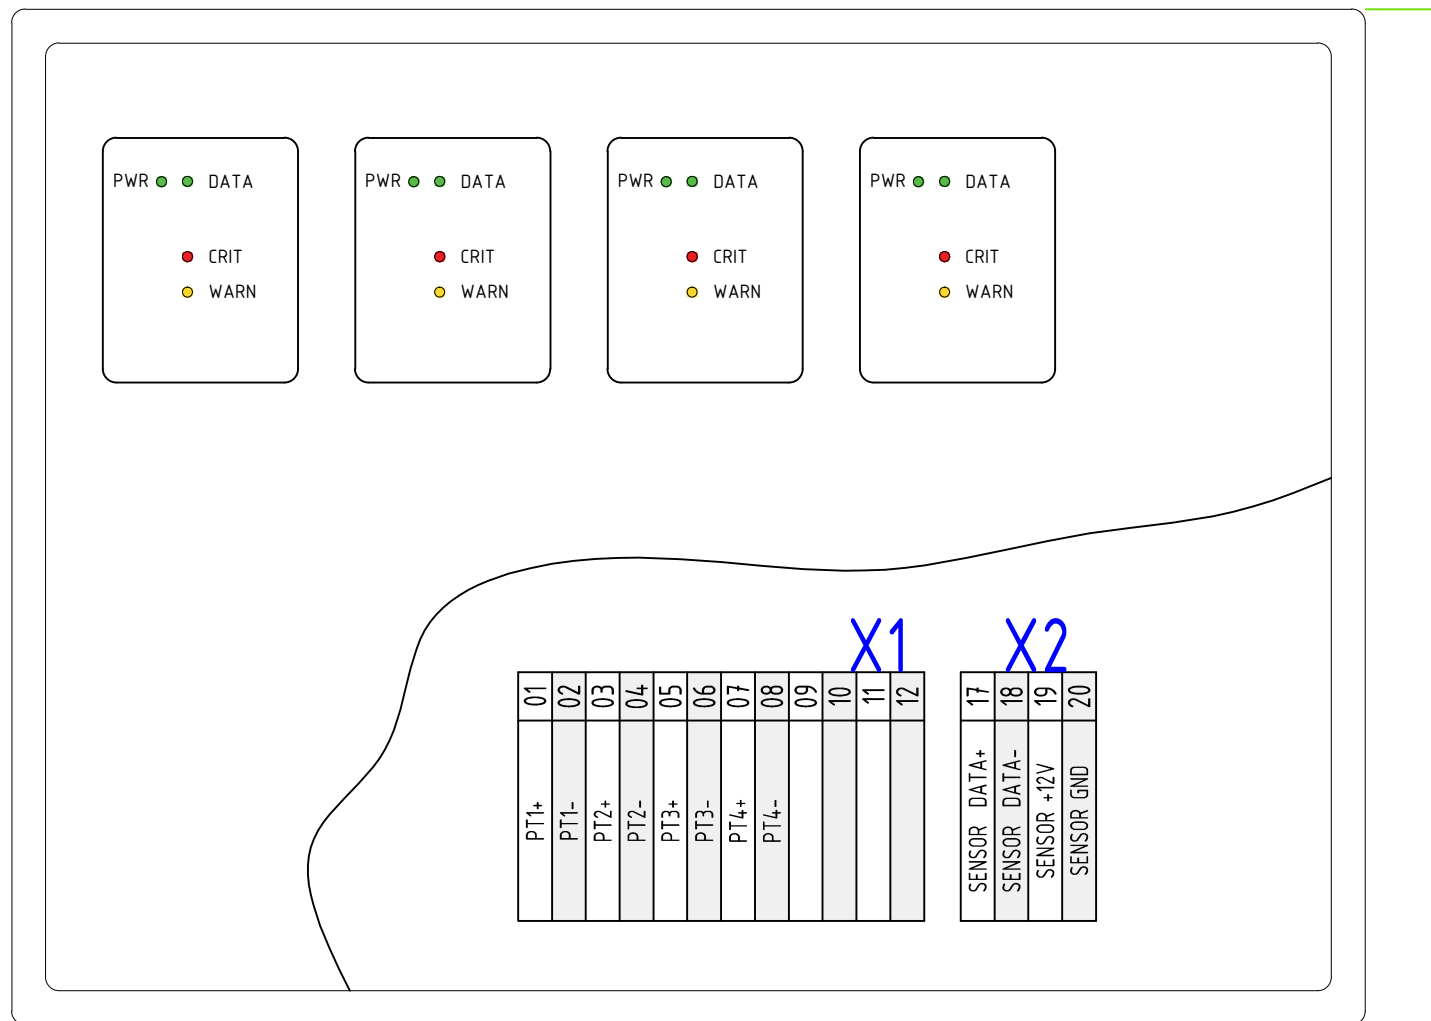 PWR DATA PWR DATA PWR DATA PWR DATA
CRIT CRIT CRIT CRIT
WARN WARN WARN WARN
X1 X2
01 02 03 04 05 06 07 08 09 10 11 12 17 18 19 20
PT1+
PT1-
PT2+
PT2-
PT3+
PT3-
PT4+
PT4-
SENSOR DATA+
SENSOR DATA-
SENSOR +12V
SENSOR GND